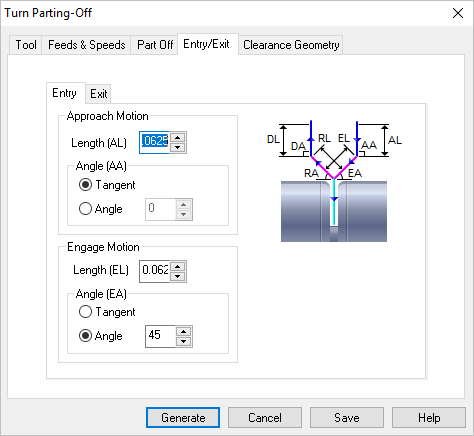 Turn Parting-Off
Tool Feeds & Speeds Part Off Entry/Exit Clearance Geometry
Entry Exit
Approach Motion
Length (AL) .0625
Angle (AA)
Tangent
Angle 0
Engage Motion
Length (EL) 0.062
Angle (EA)
Tangent
Angle 45
DL DA RL EL AA AL
RA EA
Generate Cancel Save Help